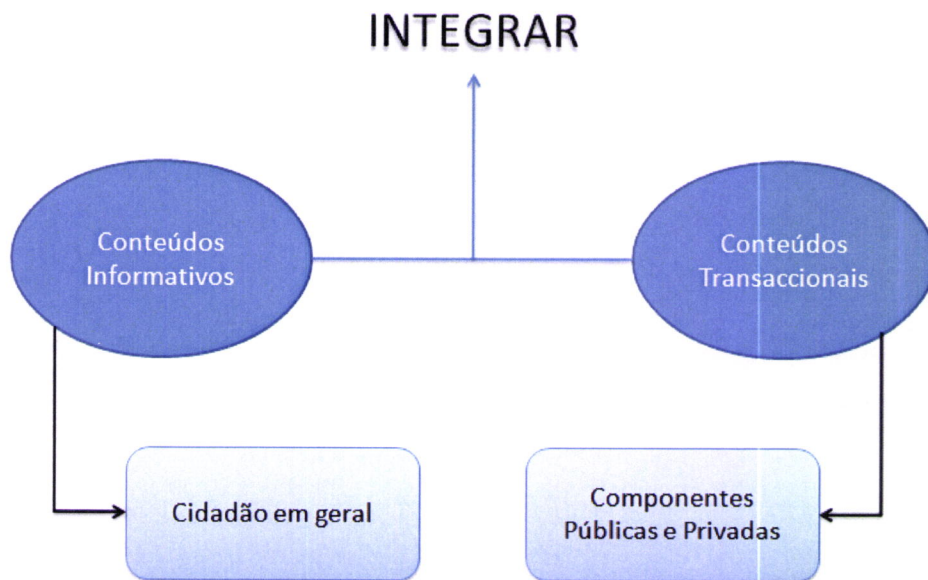 INTEGRAR
Conteúdos
Informativos
Conteúdos
Transaccionais
Cidadão em geral
Componentes
Públicas e Privadas